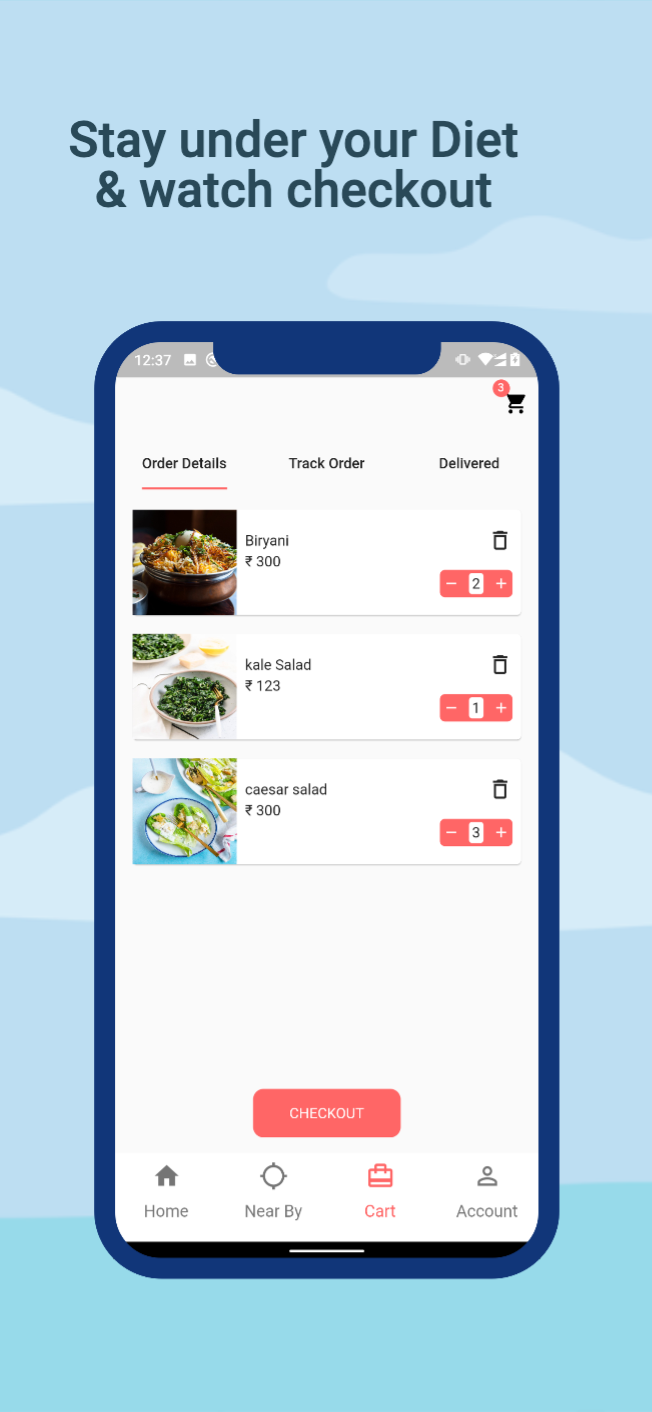 Stay under your Diet
& watch checkout
12:37
3
Order Details Track Order Delivered
Biryani
₹ 300
− 2 +
kale Salad
₹ 123
− 1 +
caesar salad
₹ 300
− 3 +
CHECKOUT
Home Near By Cart Account